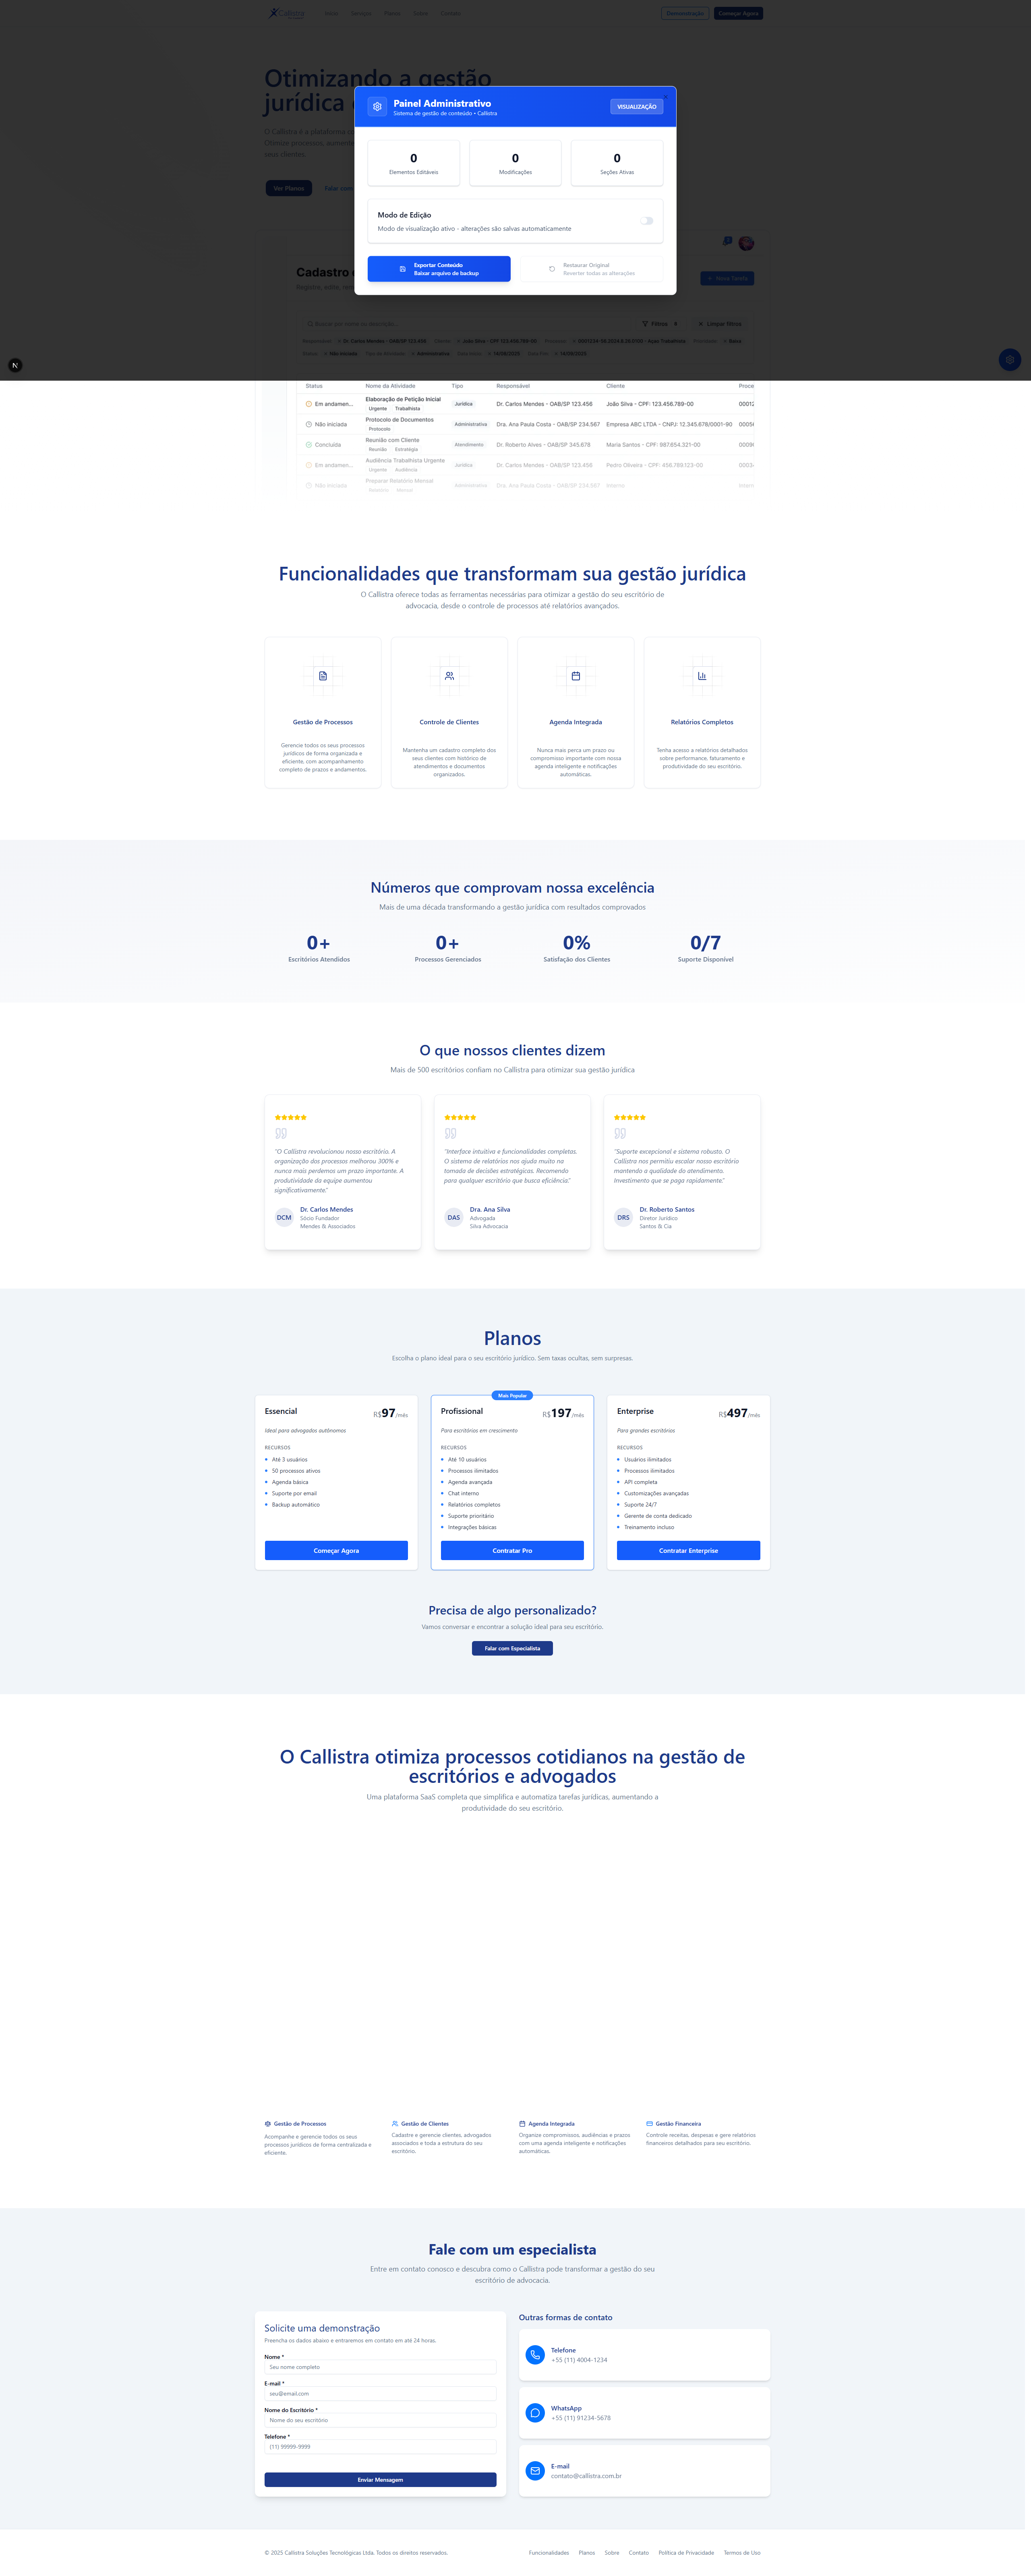 Callistra
Início Serviços Planos Sobre Contato
Demonstração Começar Agora
Otimizando a gestão
jurídica
O Callistra é a plataforma
Otimize processos, aumente
seus clientes.
Ver Planos Falar com
Painel Administrativo
Sistema de gestão de conteúdo • Callistra
VISUALIZAÇÃO
0 0 0
Elementos Editáveis Modificações Seções Ativas
Modo de Edição
Modo de visualização ativo - alterações são salvas automaticamente
Exportar Conteúdo
Baixar arquivo de backup
Restaurar Original
Reverter todas as alterações
Cadastro
Nova Tarefa
Buscar por nome ou descrição...
Filtros Limpar filtros
Dr. Carlos Mendes - OAB/SP 123.456 João Silva - CPF: 123.456.789-00 Ação Trabalhista Baixa
Não iniciada Administrativa
Status Nome da Atividade Tipo Responsável Cliente Proce
Em andamen... Elaboração de Petição Inicial Jurídica Dr. Carlos Mendes - OAB/SP 123.456 João Silva - CPF: 123.456.789-00 00012
Urgente Trabalhista
Não iniciada Protocolo de Documentos Administrativa Dra. Ana Paula Costa - OAB/SP 234.567 Empresa ABC LTDA - CNPJ: 12.345.678/0001-90
Protocolo
Concluída Reunião com Cliente Atendimento Dr. Roberto Alves - OAB/SP 345.678 Maria Santos - CPF: 987.654.321-00
Reunião Estratégia
Em andamen... Audiência Trabalhista Urgente Jurídica Dr. Carlos Mendes - OAB/SP 123.456 Pedro Oliveira - CPF: 456.789.123-00
Urgente Audiência
Não iniciada Preparar Relatório Mensal Administrativa Dra. Ana Paula Costa - OAB/SP 234.567 Interno Intern
Relatório Mensal
Funcionalidades que transformam sua gestão jurídica
O Callistra oferece todas as ferramentas necessárias para otimizar a gestão do seu escritório de
advocacia, desde o controle de processos até relatórios avançados.
Gestão de Processos
Gerencie todos os seus processos
jurídicos de forma organizada e
eficiente, com acompanhamento
completo de prazos e andamentos.
Controle de Clientes
Mantenha um cadastro completo dos
seus clientes com histórico de
atendimentos e documentos
organizados.
Agenda Integrada
Nunca mais perca um prazo ou
compromisso importante com nossa
agenda inteligente e notificações
automáticas.
Relatórios Completos
Tenha acesso a relatórios detalhados
sobre performance, faturamento e
produtividade do seu escritório.
Números que comprovam nossa excelência
Mais de uma década transformando a gestão jurídica com resultados comprovados
0+ 0+ 0% 0/7
Escritórios Atendidos Processos Gerenciados Satisfação dos Clientes Suporte Disponível
O que nossos clientes dizem
Mais de 500 escritórios confiam no Callistra para otimizar sua gestão jurídica
"O Callistra revolucionou nosso escritório. A
organização dos processos melhorou 300% e
nunca mais perdemos um prazo importante. A
produtividade da equipe aumentou
significativamente."
DCM
Dr. Carlos Mendes
Sócio Fundador
Mendes & Associados
"Interface intuitiva e funcionalidades completas.
O sistema de relatórios nos ajuda muito na
tomada de decisões estratégicas. Recomendo
para qualquer escritório que busca eficiência."
DAS
Dra. Ana Silva
Advogada
Silva Advocacia
"Suporte excepcional e sistema robusto. O
Callistra nos permitiu escalar nosso escritório
mantendo a qualidade do atendimento.
Investimento que se paga rapidamente."
DRS
Dr. Roberto Santos
Diretor Jurídico
Santos & Cia
Planos
Escolha o plano ideal para o seu escritório jurídico. Sem taxas ocultas, sem surpresas.
Essencial R$97/mês
Ideal para advogados autônomos
RECURSOS
Até 3 usuários
50 processos ativos
Agenda básica
Suporte por email
Backup automático
Começar Agora
Mais Popular
Profissional R$197/mês
Para escritórios em crescimento
RECURSOS
Até 10 usuários
Processos ilimitados
Agenda avançada
Chat interno
Relatórios completos
Suporte prioritário
Integrações básicas
Contratar Pro
Enterprise R$497/mês
Para grandes escritórios
RECURSOS
Usuários ilimitados
Processos ilimitados
API completa
Customizações avançadas
Suporte 24/7
Gerente de conta dedicado
Treinamento incluso
Contratar Enterprise
Precisa de algo personalizado?
Vamos conversar e encontrar a solução ideal para seu escritório.
Falar com Especialista
O Callistra otimiza processos cotidianos na gestão de
escritórios e advogados
Uma plataforma SaaS completa que simplifica e automatiza tarefas jurídicas, aumentando a
produtividade do seu escritório.
Gestão de Processos
Acompanhe e gerencie todos os seus
processos jurídicos de forma centralizada e
eficiente.
Gestão de Clientes
Cadastre e gerencie clientes, advogados
associados e toda a estrutura do seu
escritório.
Agenda Integrada
Organize compromissos, audiências e prazos
com uma agenda inteligente e notificações
automáticas.
Gestão Financeira
Controle receitas, despesas e gere relatórios
financeiros detalhados para seu escritório.
Fale com um especialista
Entre em contato conosco e descubra como o Callistra pode transformar a gestão do seu
escritório de advocacia.
Solicite uma demonstração
Preencha os dados abaixo e entraremos em contato em até 24 horas.
Nome *
Seu nome completo
E-mail *
seu@email.com
Nome do Escritório *
Nome do seu escritório
Telefone *
(11) 99999-9999
Enviar Mensagem
Outras formas de contato
Telefone
+55 (11) 4004-1234
WhatsApp
+55 (11) 91234-5678
E-mail
contato@callistra.com.br
© 2025 Callistra Soluções Tecnológicas Ltda. Todos os direitos reservados.
Funcionalidades Planos Sobre Contato Política de Privacidade Termos de Uso